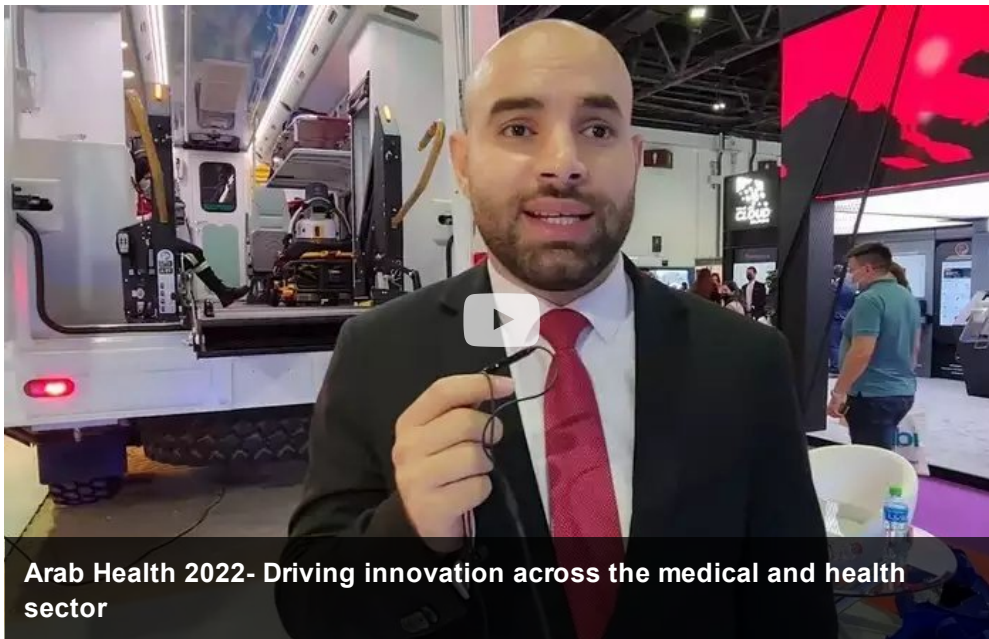 CLOUD
Arab Health 2022- Driving innovation across the medical and health
sector